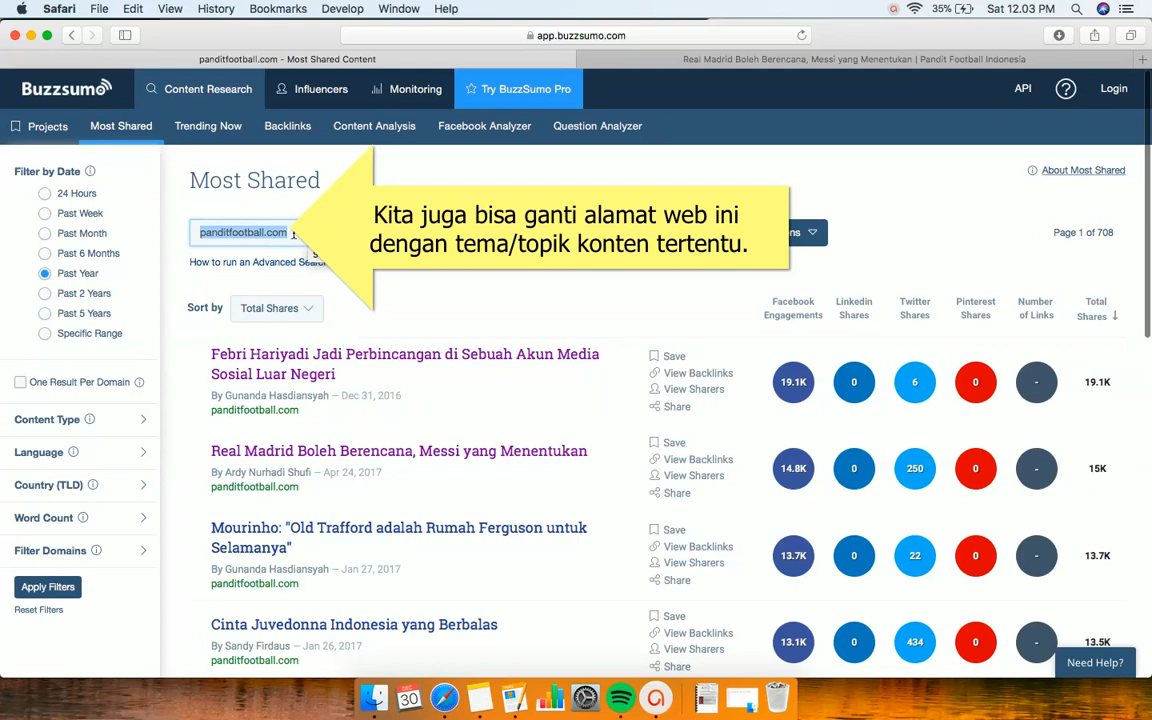 Safari File Edit View History Bookmarks Develop Window Help 35% Sat 12.03 PM
app.buzzsumo.com
panditfootball.com - Most Shared Content
Real Madrid Boleh Berencana, Messi yang Menentukan | Pandit Football Indonesia
Buzzsumo Content Research Influencers Monitoring Try BuzzSumo Pro API ? Login
Projects Most Shared Trending Now Backlinks Content Analysis Facebook Analyzer Question Analyzer
Filter by Date
24 Hours
Past Week
Past Month
Past 6 Months
Past Year
Past 2 Years
Past 5 Years
Specific Range
One Result Per Domain
Content Type
Language
Country (TLD)
Word Count
Filter Domains
Apply Filters
Reset Filters
Most Shared
About Most Shared
panditfootball.com
Kita juga bisa ganti alamat web ini
dengan tema/topik konten tertentu.
Page 1 of 708
How to run an Advanced
Sort by Total Shares
Facebook Engagements
Linkedin Shares
Twitter Shares
Pinterest Shares
Number of Links
Total Shares
Febri Hariyadi Jadi Perbincangan di Sebuah Akun Media
Sosial Luar Negeri
By Gunanda Hasdiansyah – Dec 31, 2016
panditfootball.com
Save
View Backlinks
View Sharers
Share
19.1K 0 6 0 - 19.1K
Real Madrid Boleh Berencana, Messi yang Menentukan
By Ardy Nurhadi Shufi – Apr 24, 2017
panditfootball.com
Save
View Backlinks
View Sharers
Share
14.8K 0 250 0 - 15K
Mourinho: "Old Trafford adalah Rumah Ferguson untuk
Selamanya"
By Gunanda Hasdiansyah – Jan 27, 2017
panditfootball.com
Save
View Backlinks
View Sharers
Share
13.7K 0 22 0 - 13.7K
Cinta Juvedonna Indonesia yang Berbalas
By Sandy Firdaus – Jan 26, 2017
panditfootball.com
Save
View Backlinks
View Sharers
Share
13.1K 0 434 0 - 13.5K
Need Help?
30